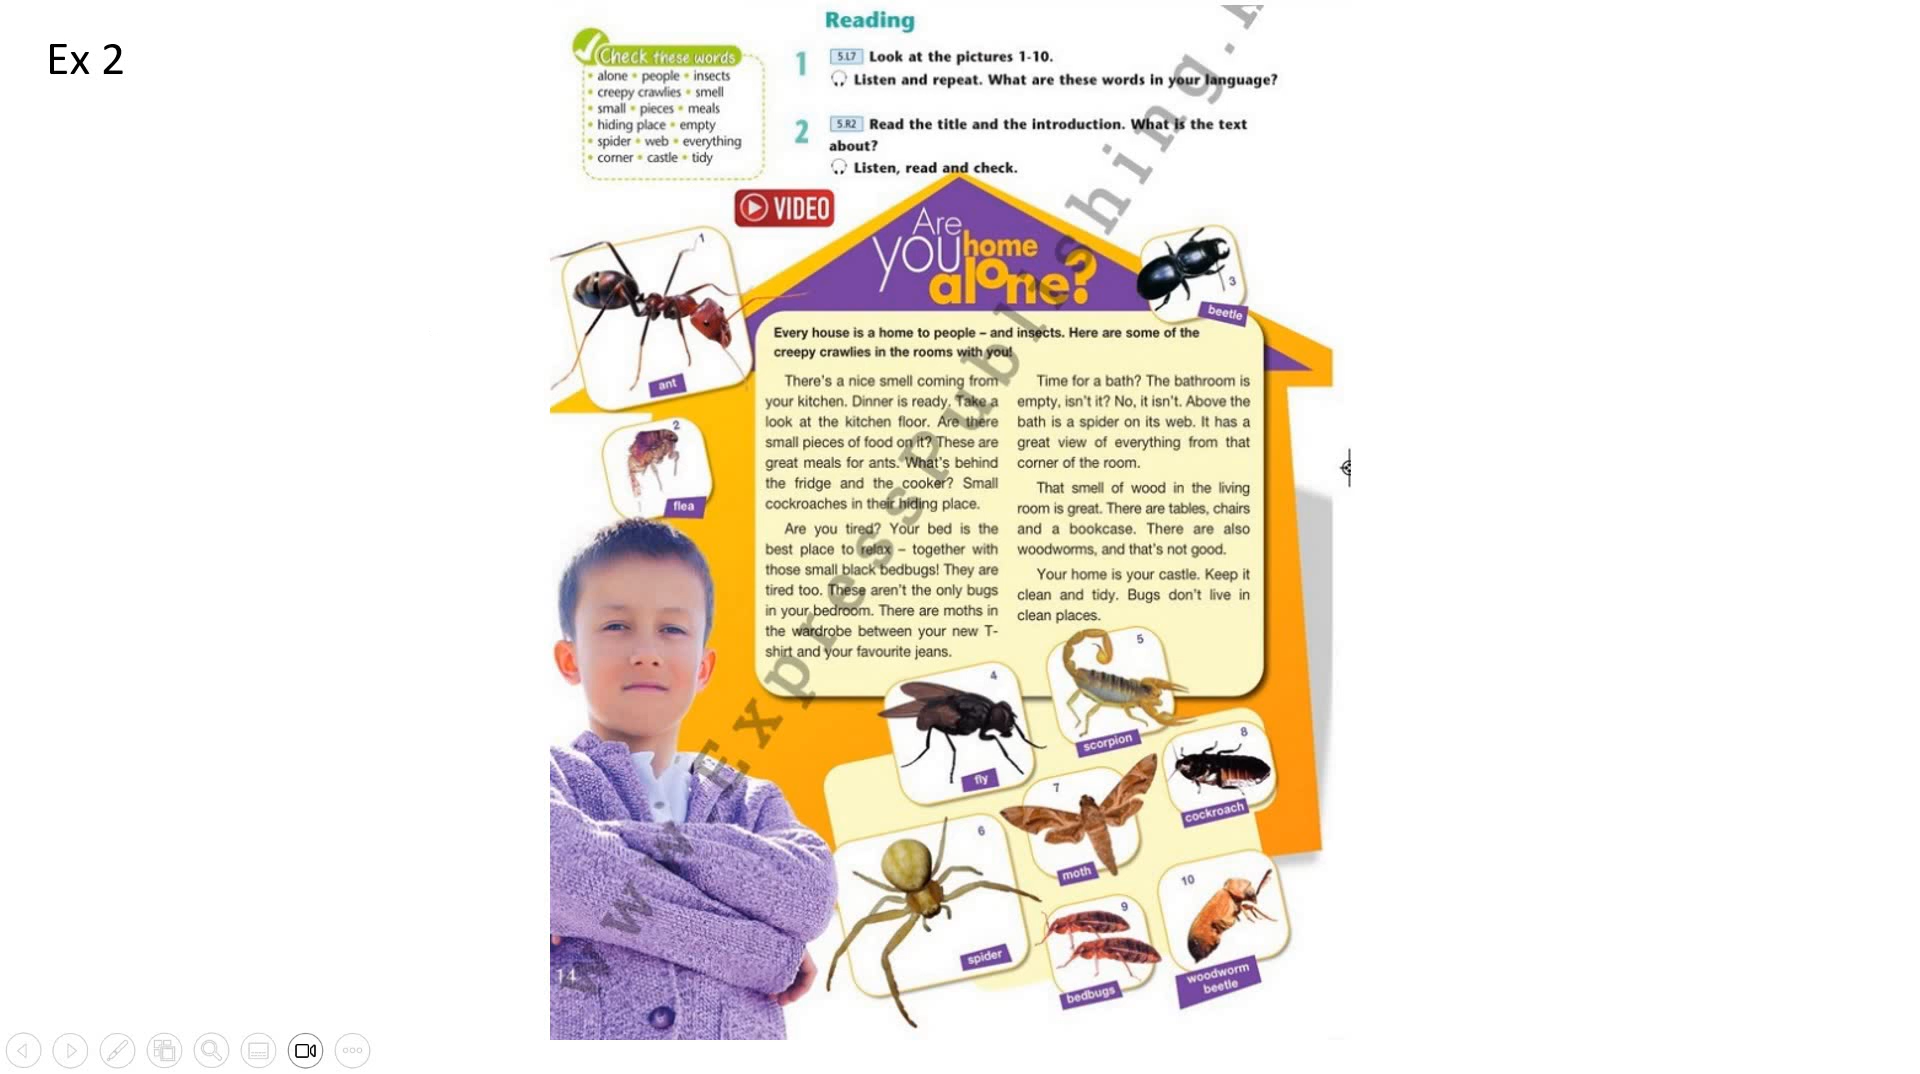 Ex 2
Check these words
• alone • people • insects
• creepy crawlies • smell
• small • pieces • meals
• hiding place • empty
• spider • web • everything
• corner • castle • tidy
Reading
1 5.L7 Look at the pictures 1-10.
Listen and repeat. What are these words in your language?
2 5.R2 Read the title and the introduction. What is the text
about?
Listen, read and check.
VIDEO
Are
you home
alone?
Every house is a home to people – and insects. Here are some of the
creepy crawlies in the rooms with you!
There's a nice smell coming from
your kitchen. Dinner is ready. Take a
look at the kitchen floor. Are there
small pieces of food on it? These are
great meals for ants. What's behind
the fridge and the cooker? Small
cockroaches in their hiding place.
Are you tired? Your bed is the
best place to relax – together with
those small black bedbugs! They are
tired too. These aren't the only bugs
in your bedroom. There are moths in
the wardrobe between your new T-
shirt and your favourite jeans.
Time for a bath? The bathroom is
empty, isn't it? No, it isn't. Above the
bath is a spider on its web. It has a
great view of everything from that
corner of the room.
That smell of wood in the living
room is great. There are tables, chairs
and a bookcase. There are also
woodworms, and that's not good.
Your home is your castle. Keep it
clean and tidy. Bugs don't live in
clean places.
1
ant
2
flea
3
beetle
4
fly
5
scorpion
6
spider
7
moth
8
cockroach
9
bedbugs
10
woodworm
beetle
14